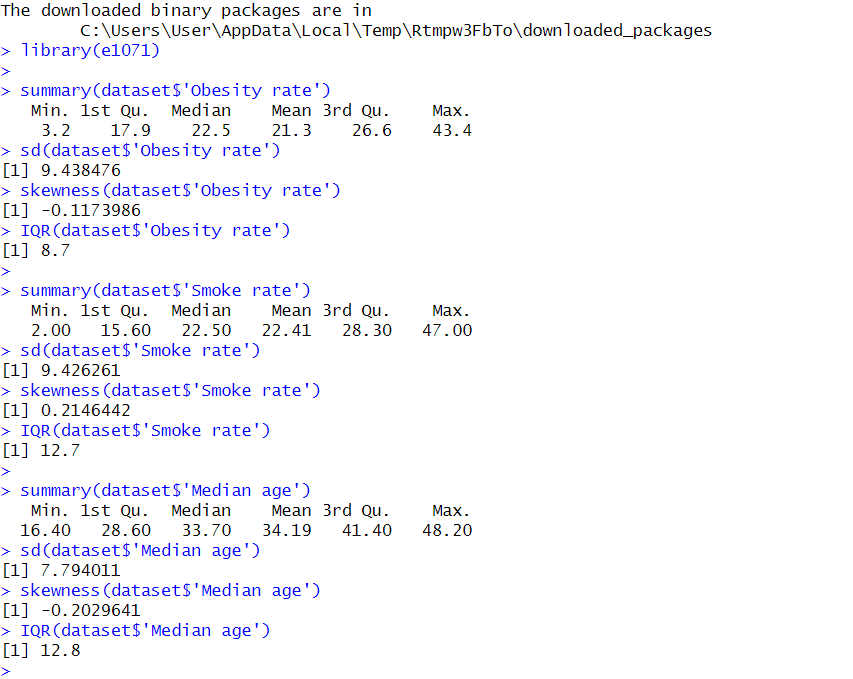 The downloaded binary packages are in
        C:\Users\User\AppData\Local\Temp\Rtmpw3FbTo\downloaded_packages
> library(e1071)
>
> summary(dataset$'Obesity rate')
   Min. 1st Qu.  Median    Mean 3rd Qu.    Max.
    3.2    17.9    22.5    21.3    26.6    43.4
> sd(dataset$'Obesity rate')
[1] 9.438476
> skewness(dataset$'Obesity rate')
[1] -0.1173986
> IQR(dataset$'Obesity rate')
[1] 8.7
>
> summary(dataset$'Smoke rate')
   Min. 1st Qu.  Median    Mean 3rd Qu.    Max.
   2.00   15.60   22.50   22.41   28.30   47.00
> sd(dataset$'Smoke rate')
[1] 9.426261
> skewness(dataset$'Smoke rate')
[1] 0.2146442
> IQR(dataset$'Smoke rate')
[1] 12.7
>
> summary(dataset$'Median age')
   Min. 1st Qu.  Median    Mean 3rd Qu.    Max.
  16.40   28.60   33.70   34.19   41.40   48.20
> sd(dataset$'Median age')
[1] 7.794011
> skewness(dataset$'Median age')
[1] -0.2029641
> IQR(dataset$'Median age')
[1] 12.8
>